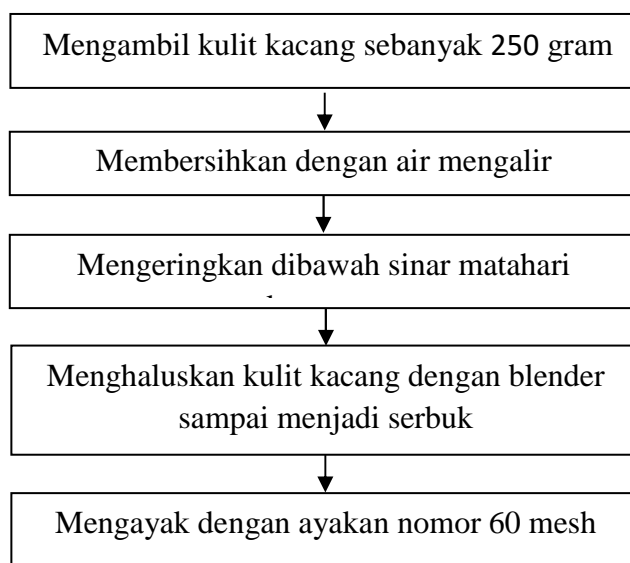 Mengambil kulit kacang sebanyak 250 gram
Membersihkan dengan air mengalir
Mengeringkan dibawah sinar matahari
Menghaluskan kulit kacang dengan blender
sampai menjadi serbuk
Mengayak dengan ayakan nomor 60 mesh